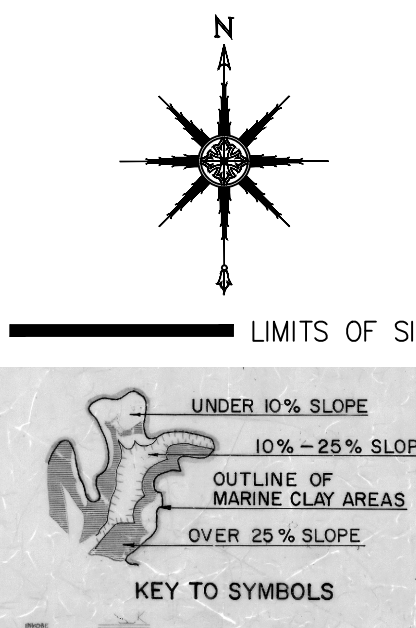 N
LIMITS OF SI
UNDER 10% SLOPE
10%-25% SLOP
OUTLINE OF
MARINE CLAY AREAS
OVER 25% SLOPE
KEY TO SYMBOLS